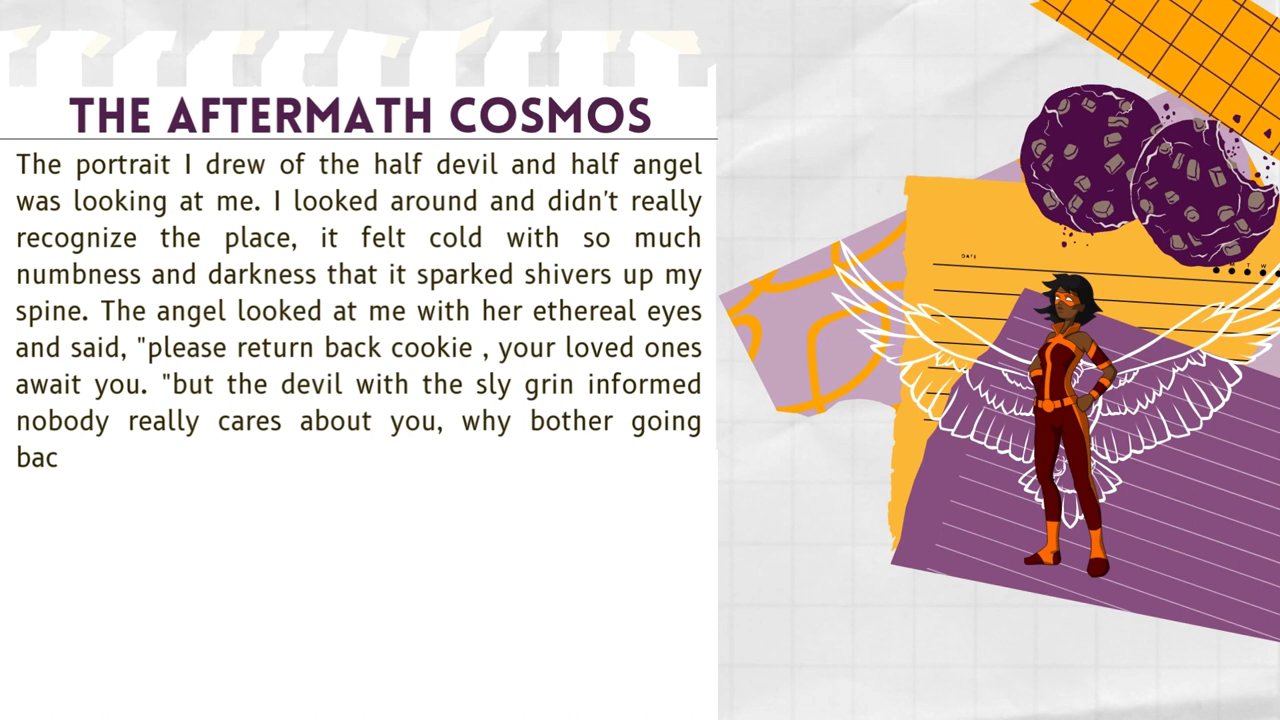 THE AFTERMATH COSMOS
The portrait I drew of the half devil and half angel
was looking at me. I looked around and didn't really
recognize the place, it felt cold with so much
numbness and darkness that it sparked shivers up my
spine. The angel looked at me with her ethereal eyes
and said, "please return back cookie , your loved ones
await you. "but the devil with the sly grin informed
nobody really cares about you, why bother going
bac
DATE
T W